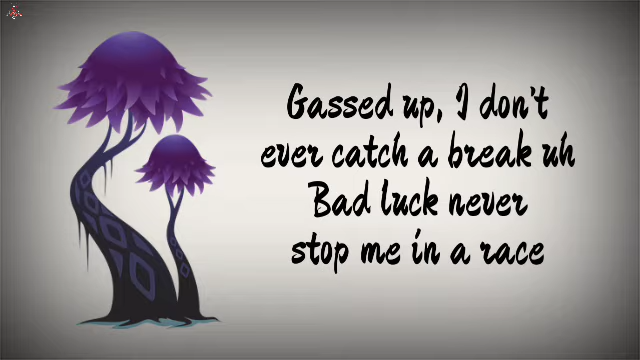 Gassed up, I don't
ever catch a break uh
Bad luck never
stop me in a race